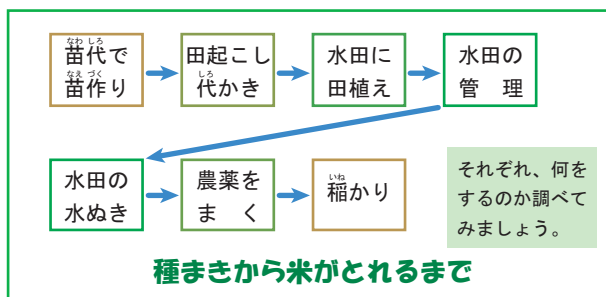 苗代で
苗作り
田起こし
代かき
水田に
田植え
水田の
管　理
水田の
水ぬき
農薬を
ま　く
稲かり
それぞれ、何を
するのか調べて
みましょう。
種まきから米がとれるまで